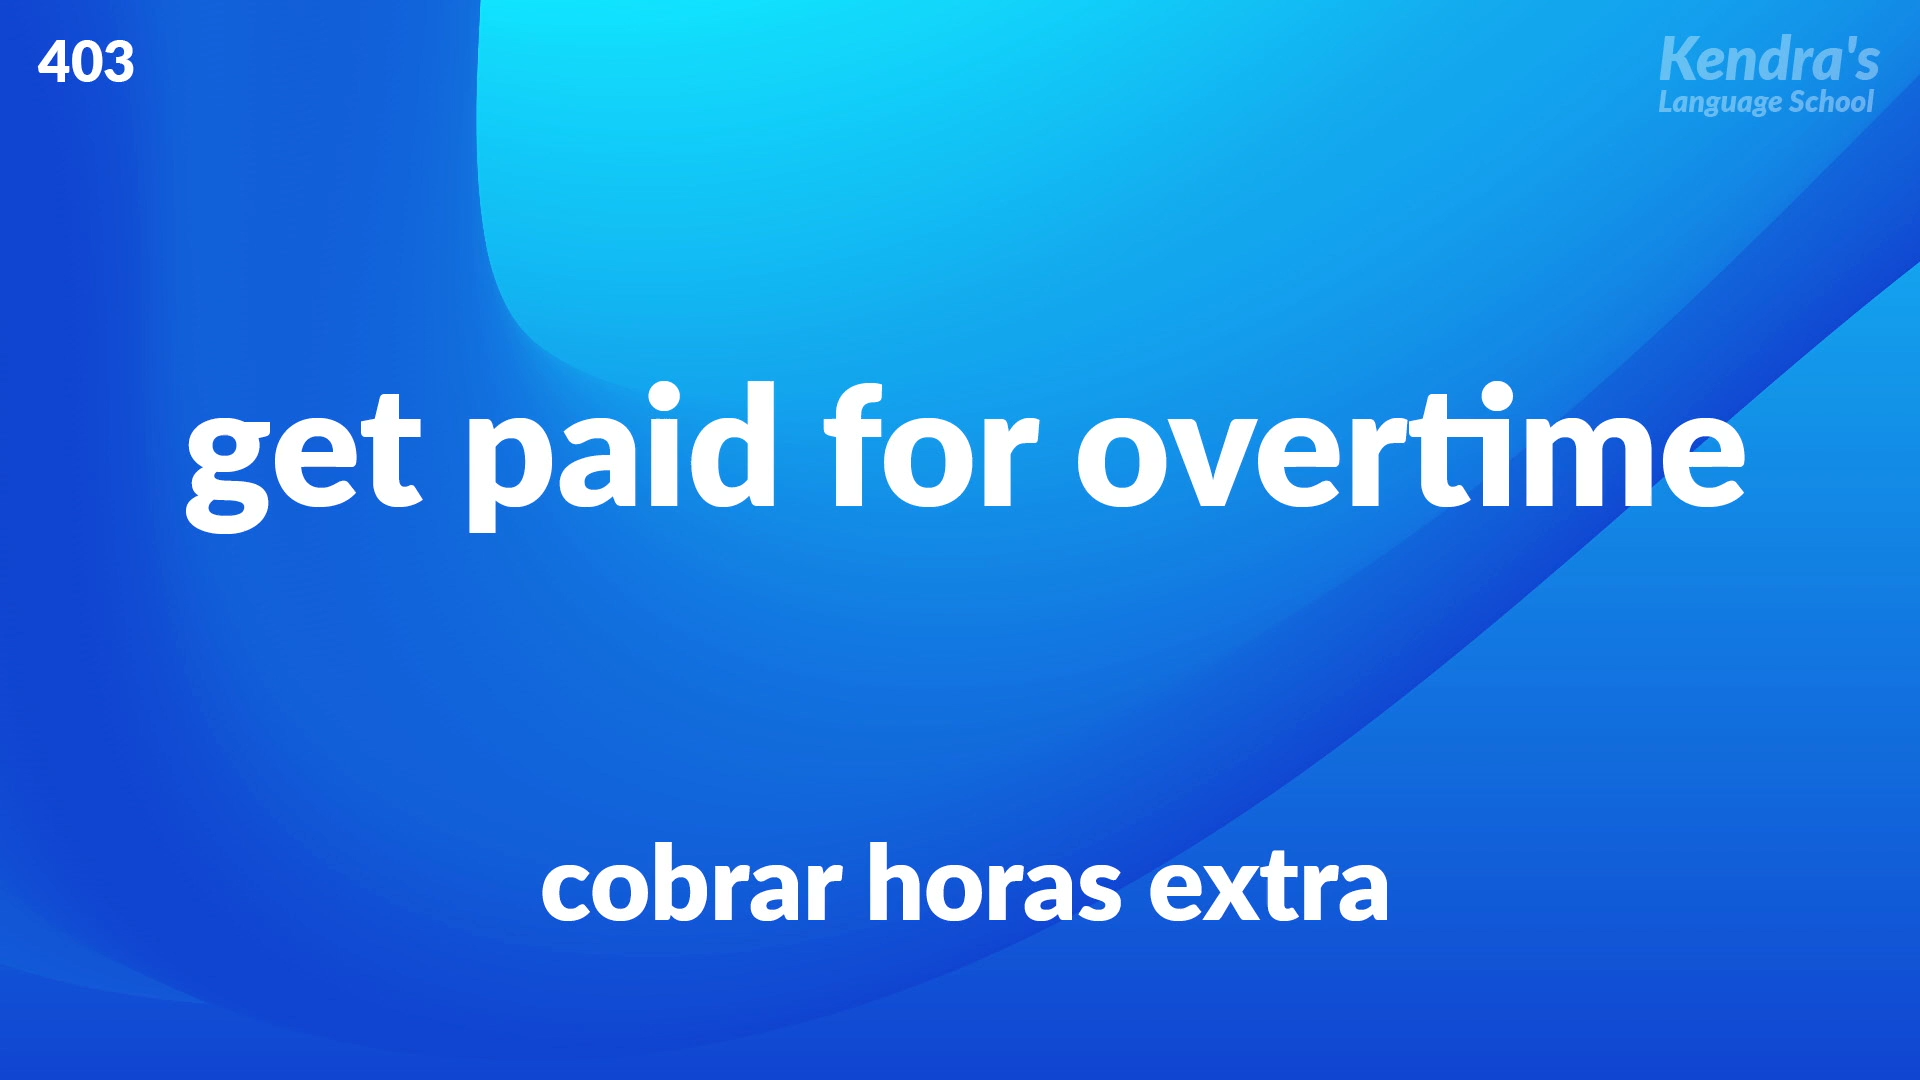 403
Kendra's
Language School
get paid for overtime
cobrar horas extra